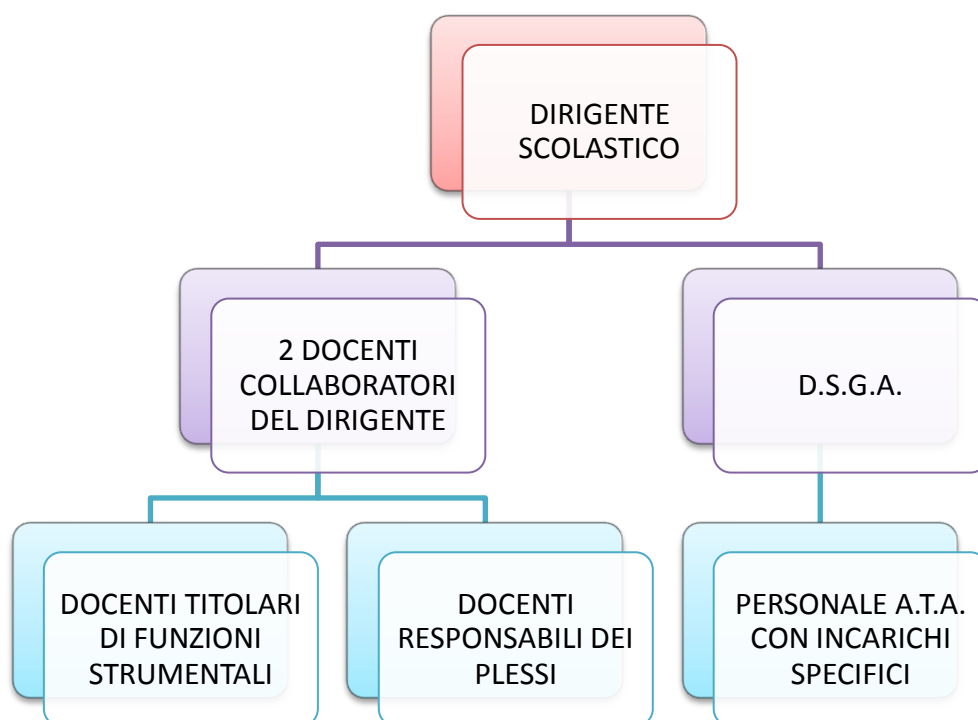 DIRIGENTE
SCOLASTICO
2 DOCENTI
COLLABORATORI
DEL DIRIGENTE
D.S.G.A.
DOCENTI TITOLARI
DI FUNZIONI
STRUMENTALI
DOCENTI
RESPONSABILI DEI
PLESSI
PERSONALE A.T.A.
CON INCARICHI
SPECIFICI